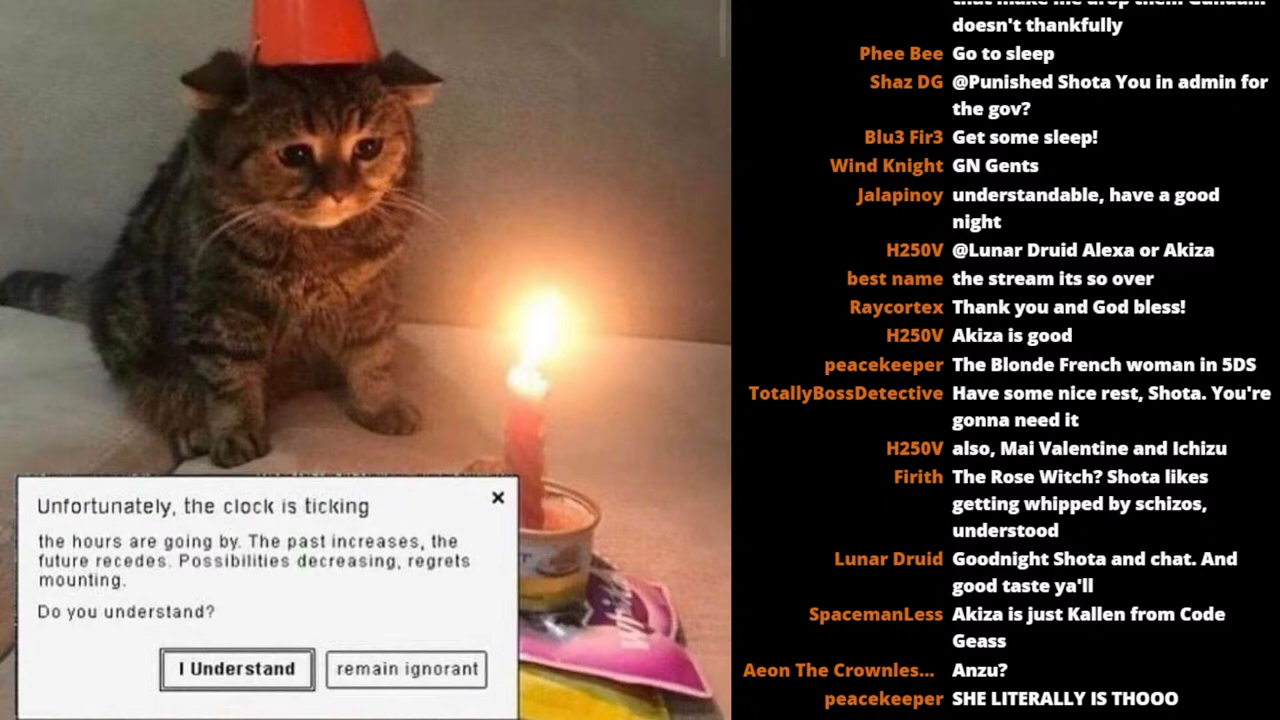 doesn't thankfully
Phee Bee Go to sleep
Shaz DG @Punished Shota You in admin for
the gov?
Blu3 Fir3 Get some sleep!
Wind Knight GN Gents
Jalapinoy understandable, have a good
night
H250V @Lunar Druid Alexa or Akiza
best name the stream its so over
Raycortex Thank you and God bless!
H250V Akiza is good
peacekeeper The Blonde French woman in 5DS
TotallyBossDetective Have some nice rest, Shota. You're
gonna need it
H250V also, Mai Valentine and Ichizu
Firith The Rose Witch? Shota likes
getting whipped by schizos,
understood
Lunar Druid Goodnight Shota and chat. And
good taste ya'll
SpacemanLess Akiza is just Kallen from Code
Geass
Aeon The Crownles... Anzu?
peacekeeper SHE LITERALLY IS THOOO
Unfortunately, the clock is ticking
the hours are going by. The past increases, the
future recedes. Possibilities decreasing, regrets
mounting.
Do you understand?
I Understand
remain ignorant